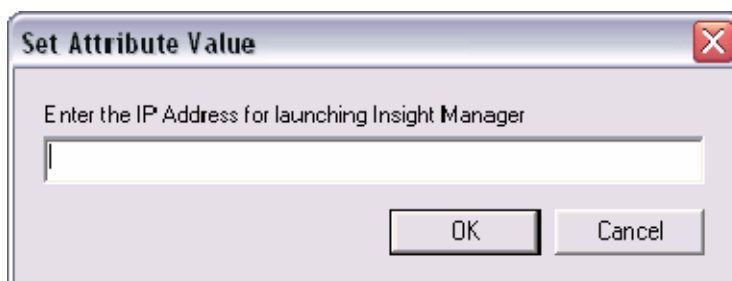 Set Attribute Value
Enter the IP Address for launching Insight Manager
OK
Cancel